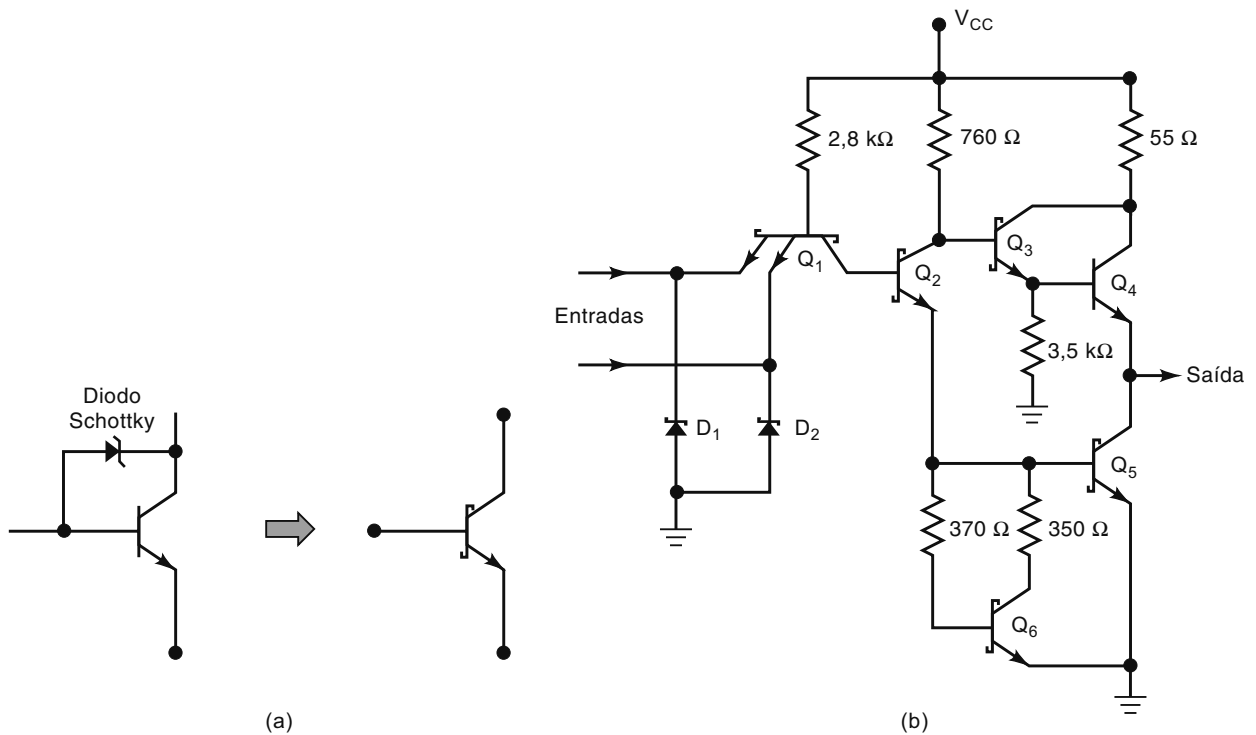 V_CC
2,8 kΩ
760 Ω
55 Ω
Q_1
Q_2
Q_3
Q_4
Entradas
3,5 kΩ
Saída
Diodo
Schottky
D_1
D_2
Q_5
370 Ω
350 Ω
Q_6
(a)
(b)